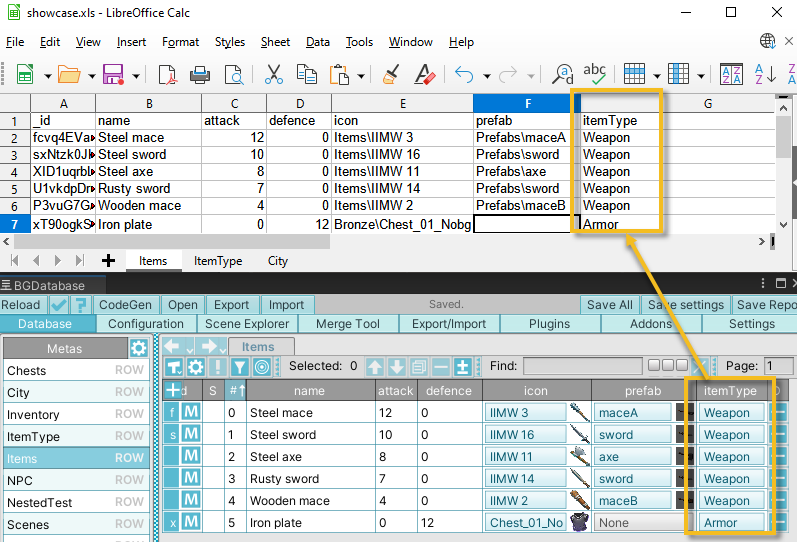 showcase.xls - LibreOffice Calc
File Edit View Insert Format Styles Sheet Data Tools Window Help
A B C D E F G
1 _id name attack defence icon prefab itemType
2 fcvq4EVa Steel mace 12 0 Items\IIMW 3 Prefabs\maceA Weapon
3 sxNtzk0Jk Steel sword 10 0 Items\IIMW 16 Prefabs\sword Weapon
4 XID1uqrbl Steel axe 8 0 Items\IIMW 11 Prefabs\axe Weapon
5 U1vkdpDr Rusty sword 7 0 Items\IIMW 14 Prefabs\sword Weapon
6 P3vuG7G Wooden mace 4 0 Items\IIMW 2 Prefabs\maceB Weapon
7 xT90ogkS Iron plate 0 12 Bronze\Chest_01_Nobg Armor
Items ItemType City
BGDatabase
Reload CodeGen Open Export Import Saved. Save All Save settings Save Repo
Database Configuration Scene Explorer Merge Tool Export/Import Plugins Addons Settings
Metas Items
Selected: 0 Find: Page: 1
Chests ROW
City ROW
Inventory ROW
ItemType ROW
Items ROW
NPC ROW
NestedTest ROW
Scenes ROW
d S # name attack defence icon prefab itemType
f M 0 Steel mace 12 0 IIMW 3 maceA Weapon
s M 1 Steel sword 10 0 IIMW 16 sword Weapon
M 2 Steel axe 8 0 IIMW 11 axe Weapon
M 3 Rusty sword 7 0 IIMW 14 sword Weapon
M 4 Wooden mace 4 0 IIMW 2 maceB Weapon
x M 5 Iron plate 0 12 Chest_01_No None Armor